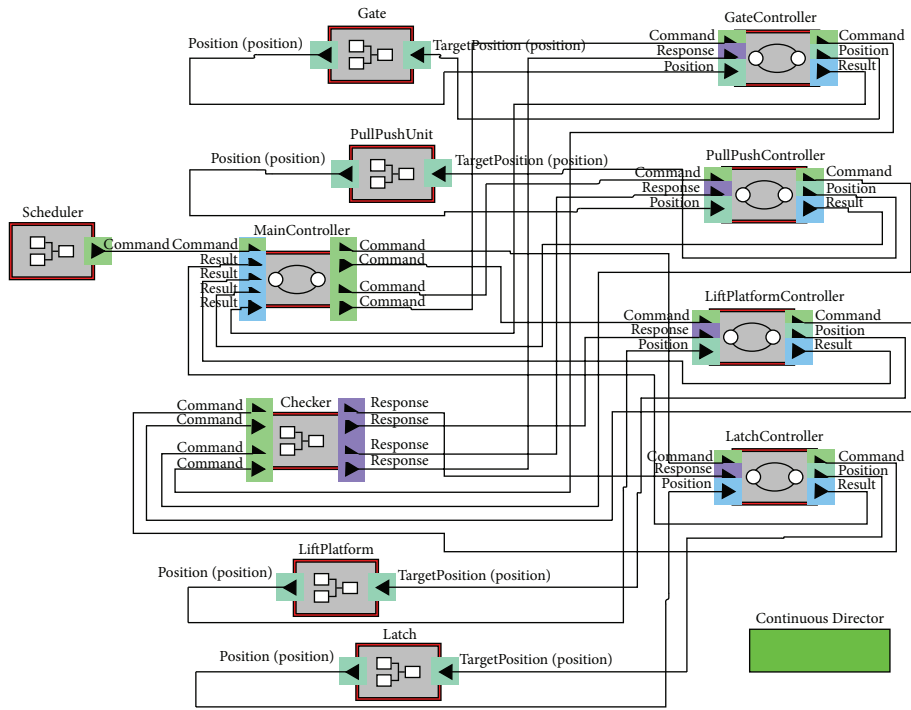 Gate
Position (position)
TargetPosition (position)
GateController
Command
Response
Position
Command
Position
Result
PullPushUnit
Position (position)
TargetPosition (position)
PullPushController
Command
Response
Position
Command
Position
Result
Scheduler
Command
MainController
Command
Result
Result
Result
Result
Command
Command
Command
Command
LiftPlatformController
Command
Response
Position
Command
Position
Result
Checker
Command
Command
Command
Command
Response
Response
Response
Response
LatchController
Command
Response
Position
Command
Position
Result
LiftPlatform
Position (position)
TargetPosition (position)
Latch
Position (position)
TargetPosition (position)
Continuous Director